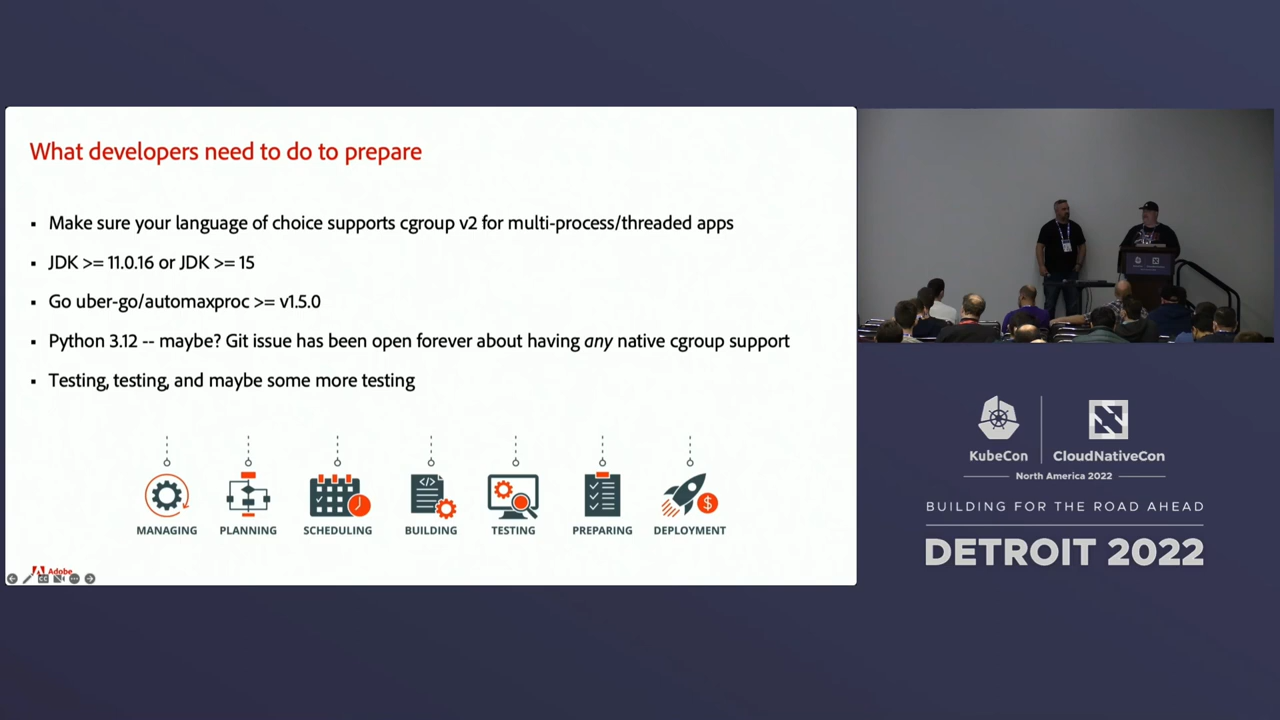 What developers need to do to prepare
▪ Make sure your language of choice supports cgroup v2 for multi-process/threaded apps
▪ JDK >= 11.0.16 or JDK >= 15
▪ Go uber-go/automaxproc >= v1.5.0
▪ Python 3.12 -- maybe? Git issue has been open forever about having any native cgroup support
▪ Testing, testing, and maybe some more testing
MANAGING PLANNING SCHEDULING BUILDING TESTING PREPARING DEPLOYMENT
Adobe
KubeCon CloudNativeCon
North America 2022
BUILDING FOR THE ROAD AHEAD
DETROIT 2022